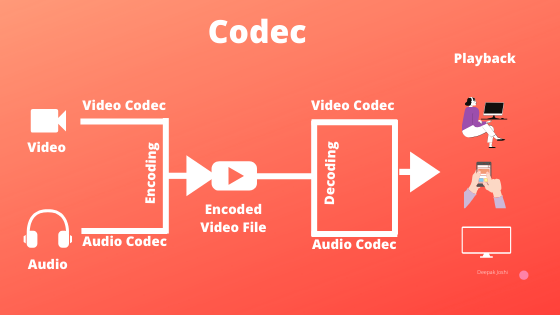 Codec
Playback
Video Codec
Video Codec
Video
Encoding
Decoding
Encoded
Video File
Audio Codec
Audio Codec
Audio
Deepak Joshi